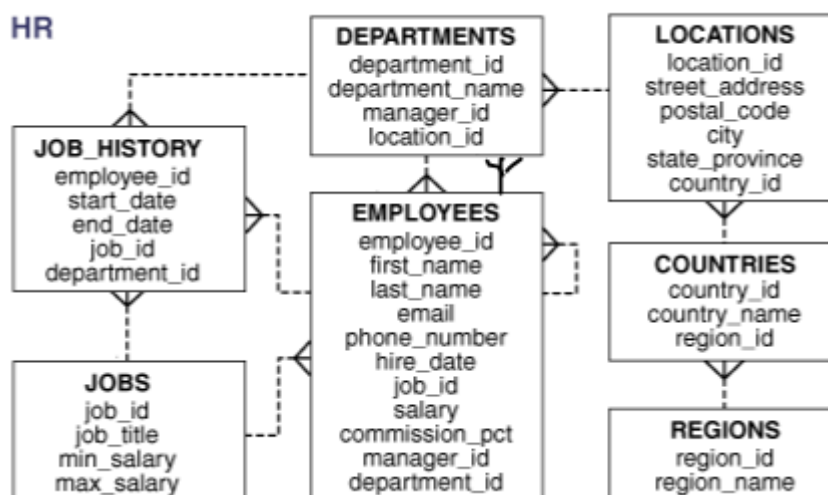 HR
DEPARTMENTS
department_id
department_name
manager_id
location_id
LOCATIONS
location_id
street_address
postal_code
city
state_province
country_id
JOB_HISTORY
employee_id
start_date
end_date
job_id
department_id
EMPLOYEES
employee_id
first_name
last_name
email
phone_number
hire_date
job_id
salary
commission_pct
manager_id
department_id
COUNTRIES
country_id
country_name
region_id
JOBS
job_id
job_title
min_salary
max_salary
REGIONS
region_id
region_name